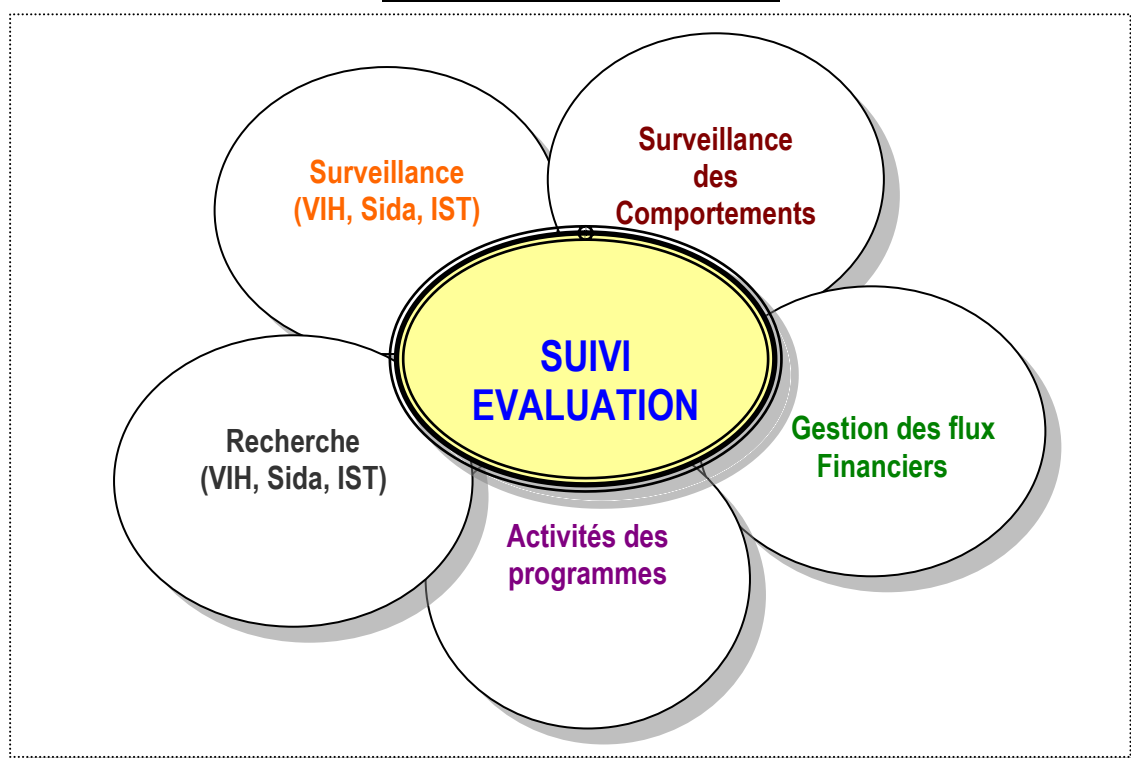 Surveillance
(VIH, Sida, IST)
Surveillance
des
Comportements
SUIVI
EVALUATION
Recherche
(VIH, Sida, IST)
Gestion des flux
Financiers
Activités des
programmes